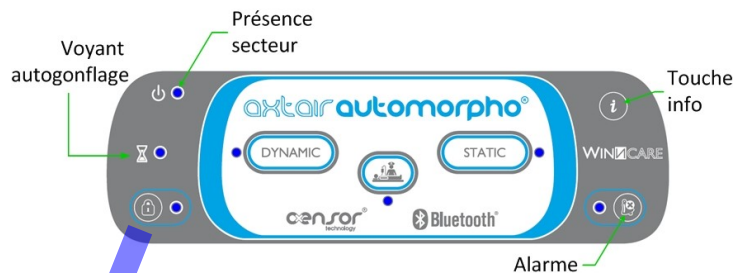 Présence
secteur
Voyant
autogonflage
Touche
info
axtair automorpho®
i
DYNAMIC
STATIC
WINNCARE
censor®
technology
Bluetooth®
Alarme